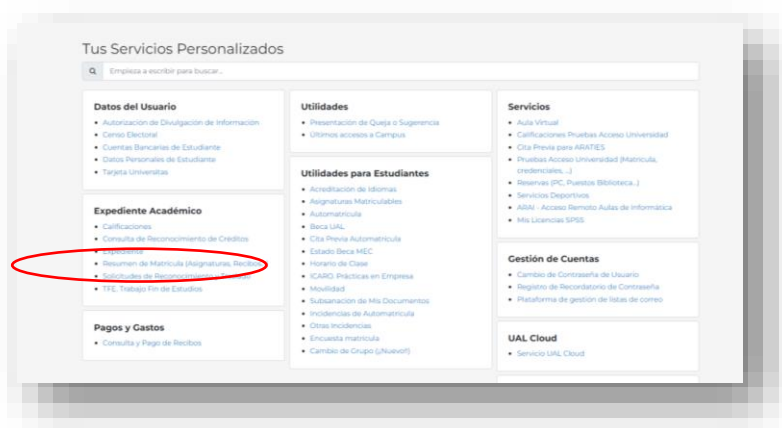 Tus Servicios Personalizados
Empieza a escribir para buscar...
Datos del Usuario
Autorización de Divulgación de Información
Censo Electoral
Cuentas Bancarias de Estudiante
Datos Personales de Estudiante
Tarjeta Universitas
Expediente Académico
Calificaciones
Consulta de Reconocimiento de Créditos
Expediente
Resumen de Matrícula (Asignaturas, Recibos
Solicitudes de Reconocimiento y
TFE, Trabajo Fin de Estudios
Pagos y Gastos
Consulta y Pago de Recibos
Utilidades
Presentación de Queja o Sugerencia
Últimos accesos a Campus
Utilidades para Estudiantes
Acreditación de Idiomas
Asignaturas Matriculables
Automatrícula
Beca UAL
Cita Previa Automatrícula
Estado Beca MEC
Horario de Clase
ICARO, Prácticas en Empresa
Movilidad
Subsanación de Mis Documentos
Incidencias de Automatrícula
Otras Incidencias
Encuesta matrícula
Cambio de Grupo (¡Nuevo!)
Servicios
Aula Virtual
Calificaciones Pruebas Acceso Universidad
Cita Previa para ARATIES
Pruebas Acceso Universidad (Matrícula,
credenciales, ...)
Reservas (PC, Puestos Biblioteca...)
Servicios Deportivos
ARAI - Acceso Remoto Aulas de Informática
Mis Licencias SPSS
Gestión de Cuentas
Cambio de Contraseña de Usuario
Registro de Recordatorio de Contraseña
Plataforma de gestión de listas de correo
UAL Cloud
Servicio UAL Cloud